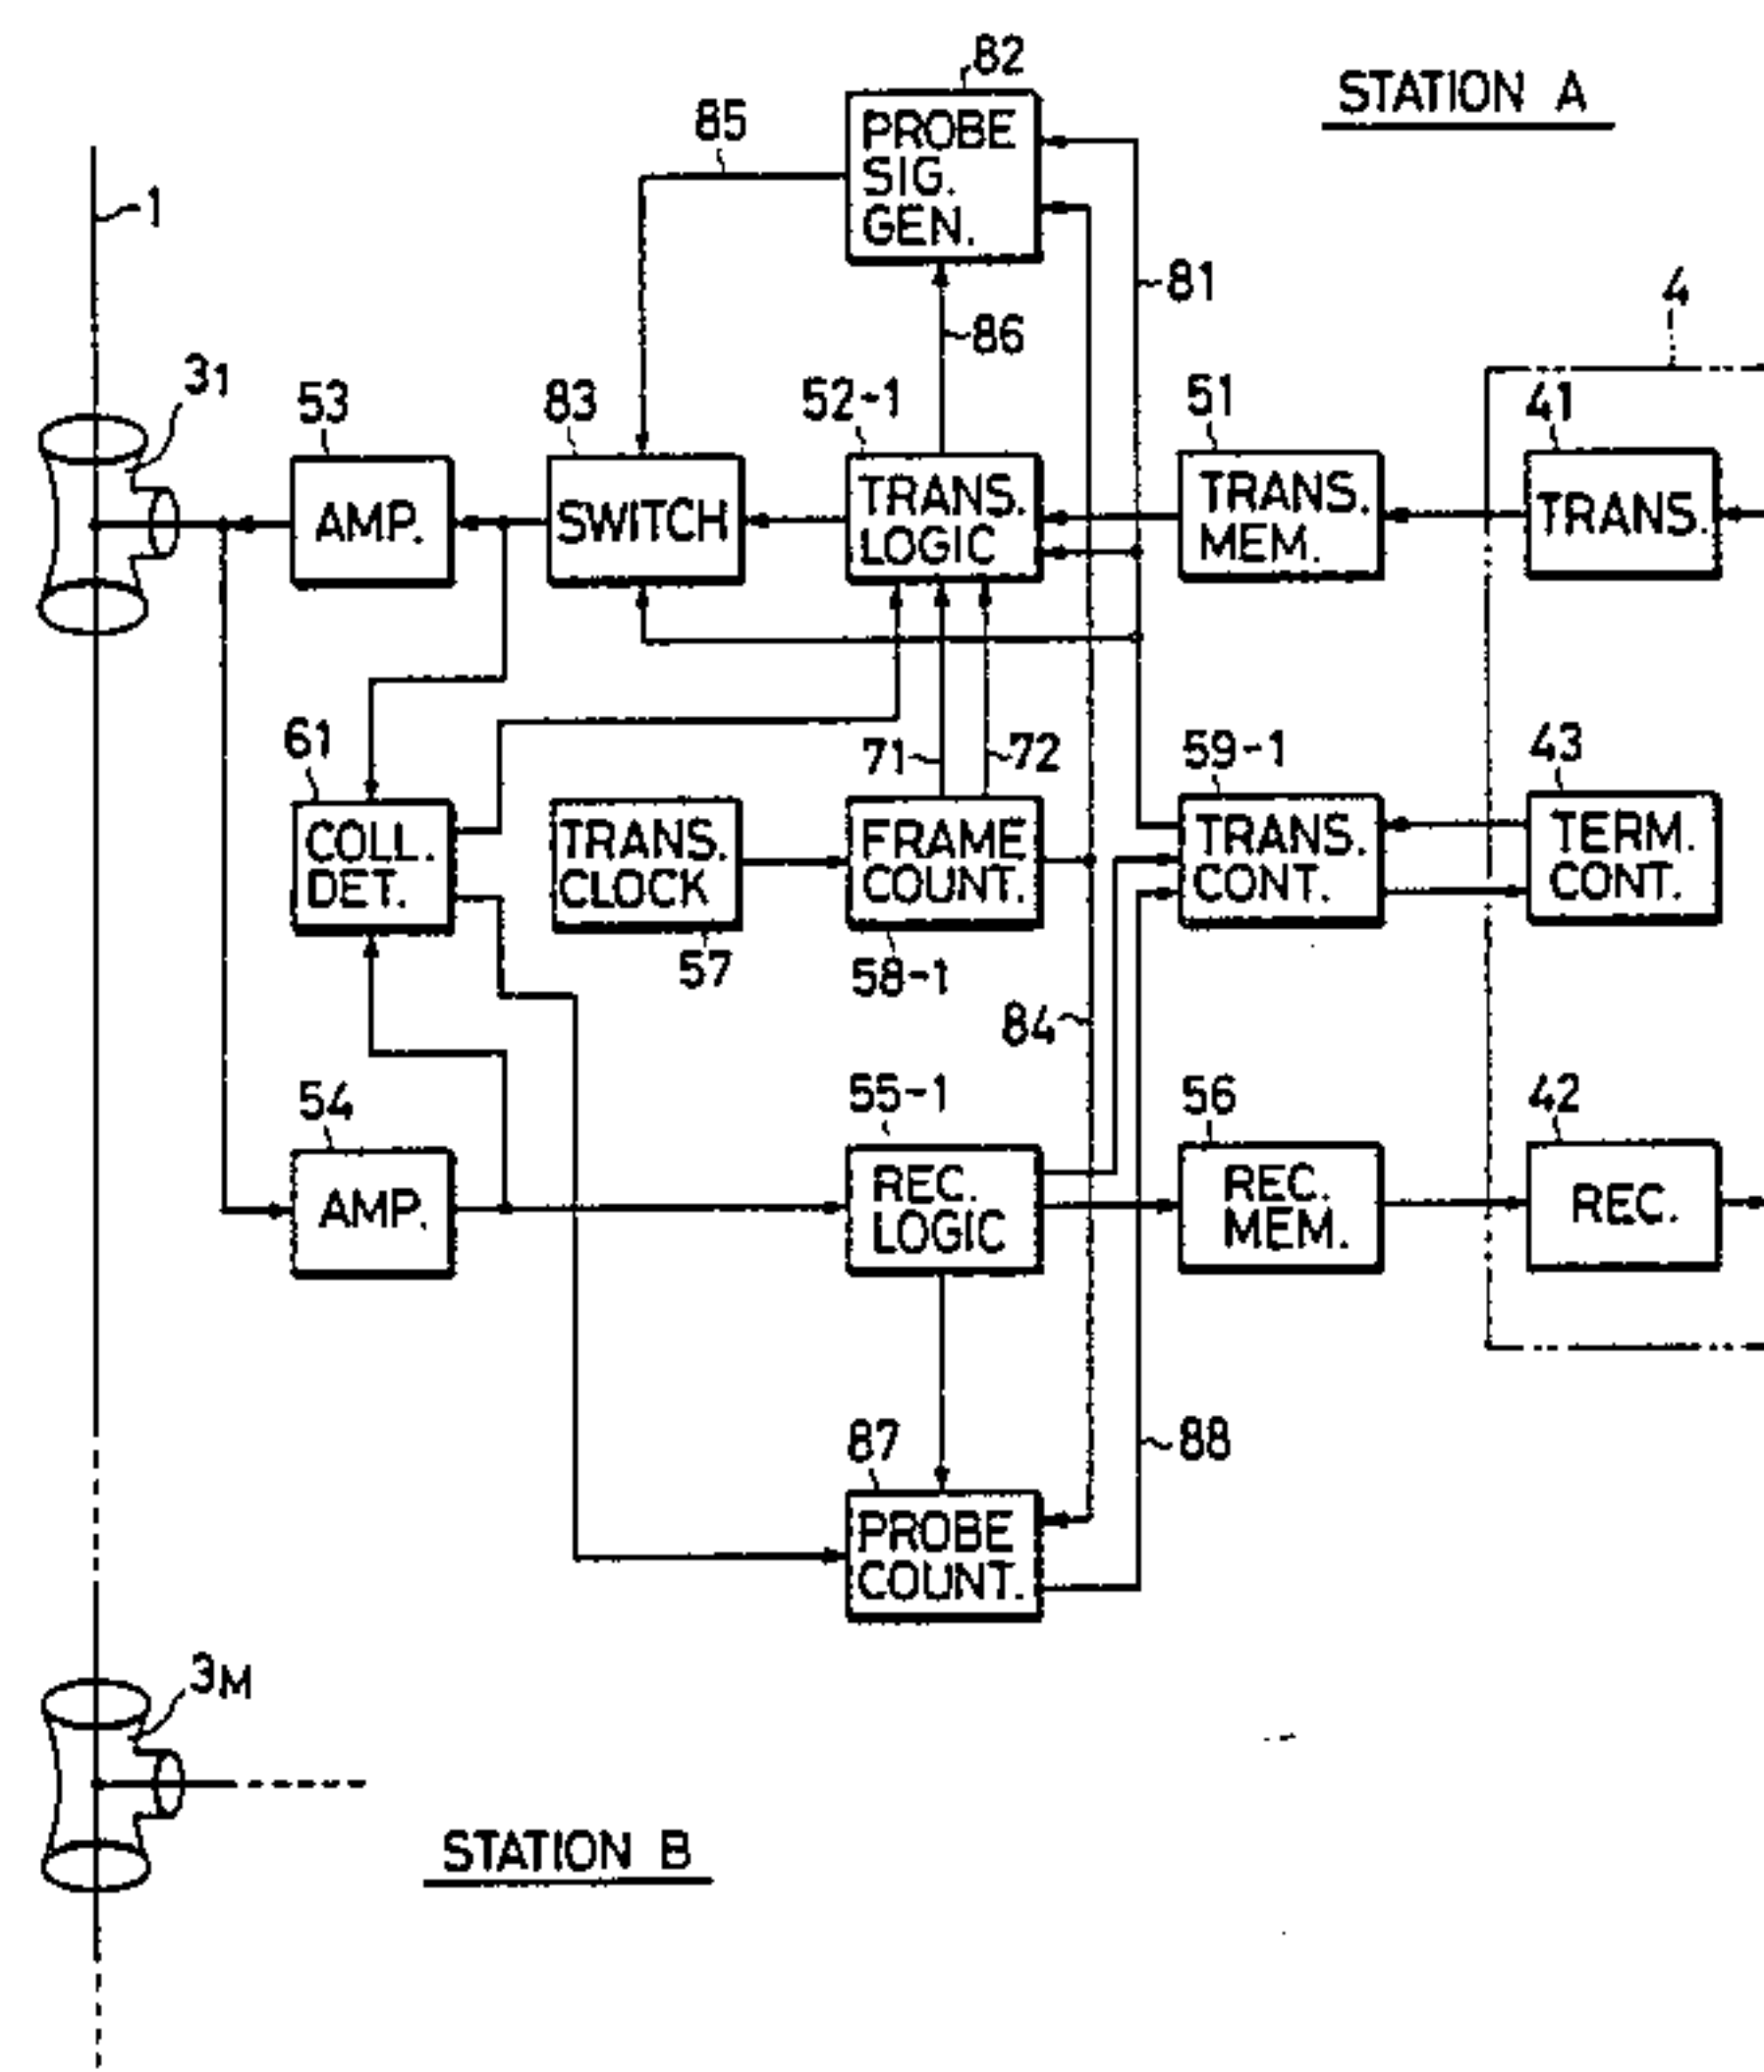 82
STATION A
85
PROBE
SIG.
GEN.
1
81
4
86
31
53
83
52-1
51
41
AMP.
SWITCH
TRANS.
LOGIC
TRANS.
MEM.
TRANS.
61
71
72
59-1
43
COLL.
DET.
TRANS.
CLOCK
FRAME
COUNT.
TRANS.
CONT.
TERM.
CONT.
57
58-1
84
54
55-1
56
42
AMP.
REC.
LOGIC
REC.
MEM.
REC.
87
88
PROBE
COUNT.
3M
STATION B